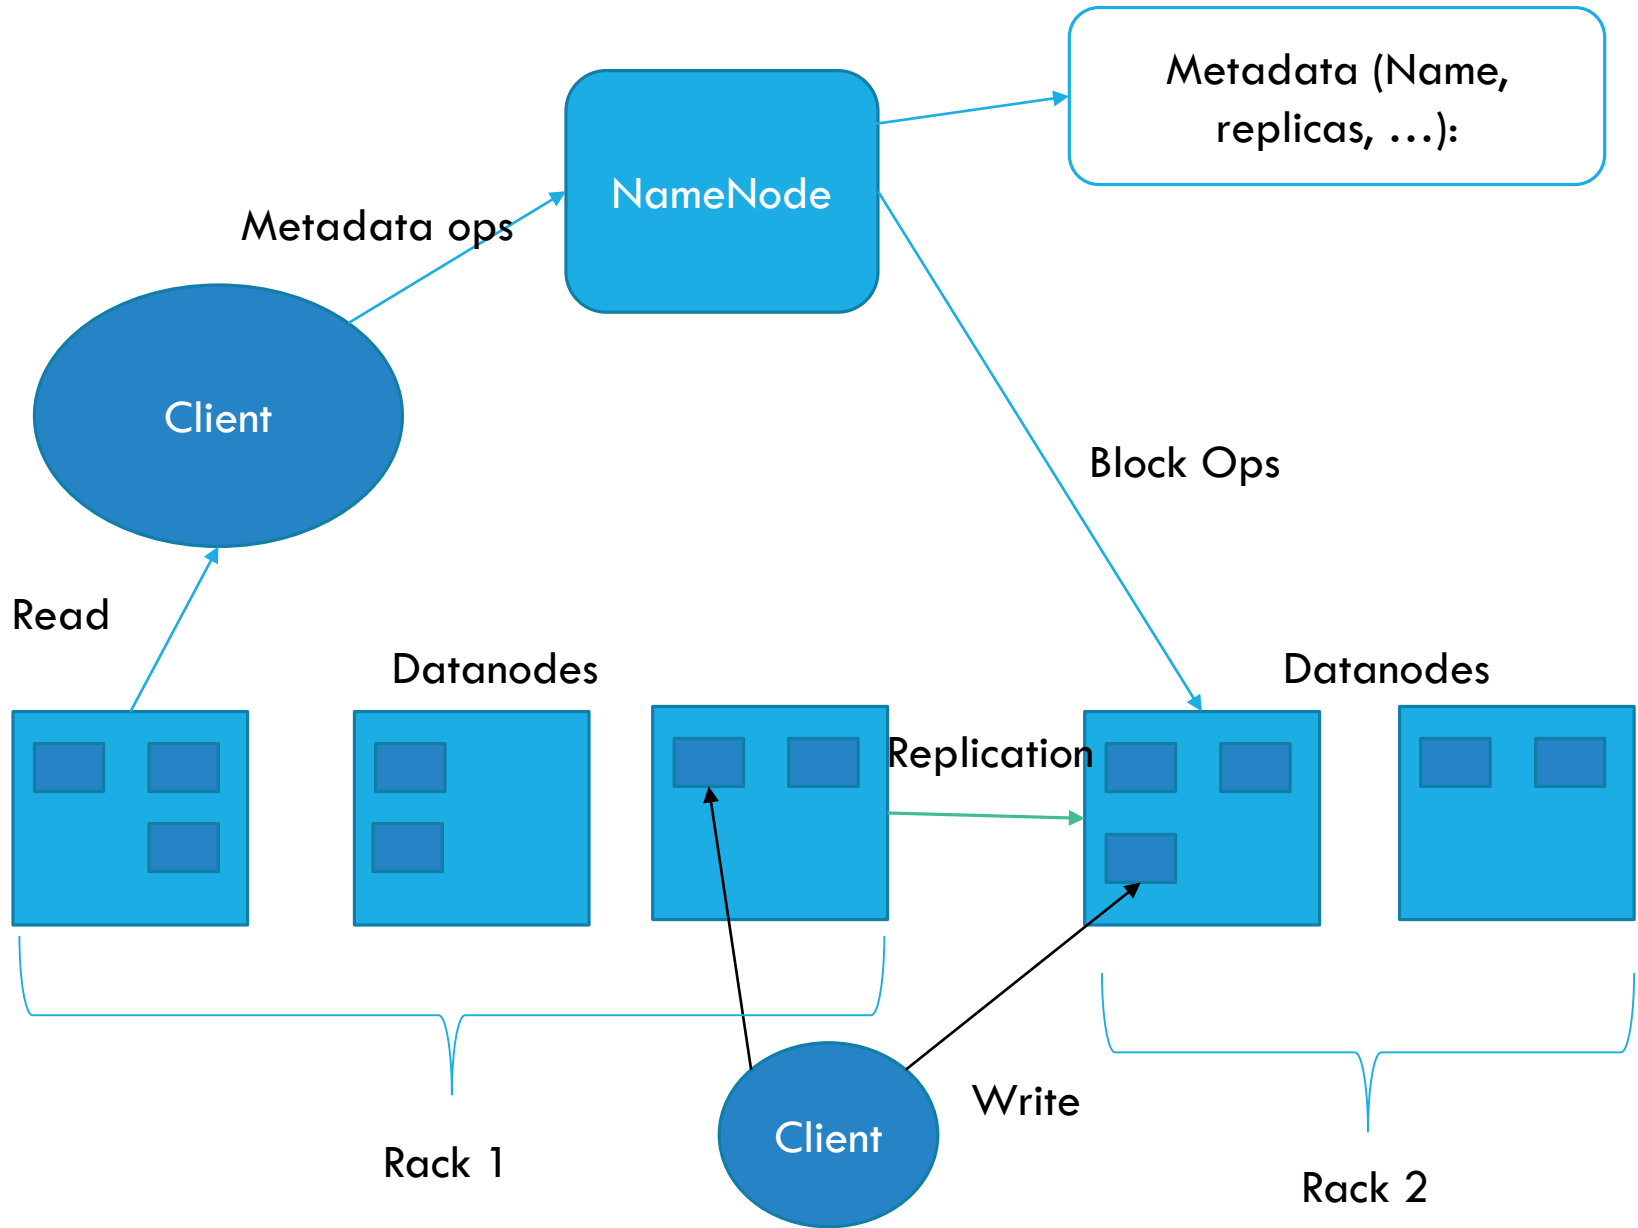 Metadata (Name,
replicas, ...):
NameNode
Metadata ops
Client
Block Ops
Read
Datanodes
Datanodes
Replication
Write
Client
Rack 1
Rack 2